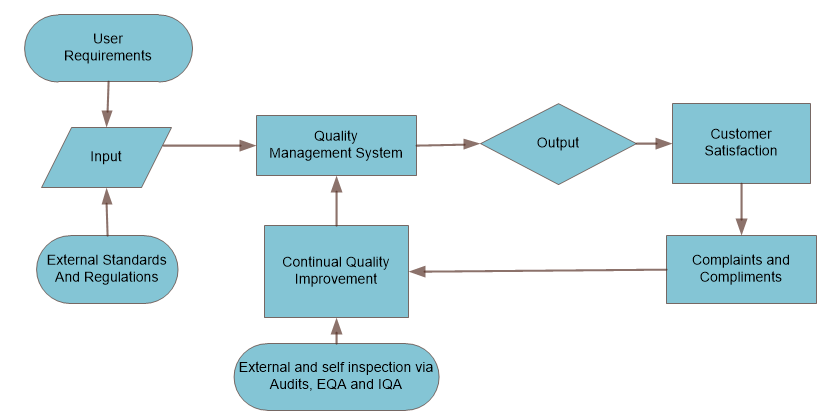 User
Requirements
Input
External Standards
And Regulations
Quality
Management System
Output
Customer
Satisfaction
Complaints and
Compliments
Continual Quality
Improvement
External and self inspection via
Audits, EQA and IQA